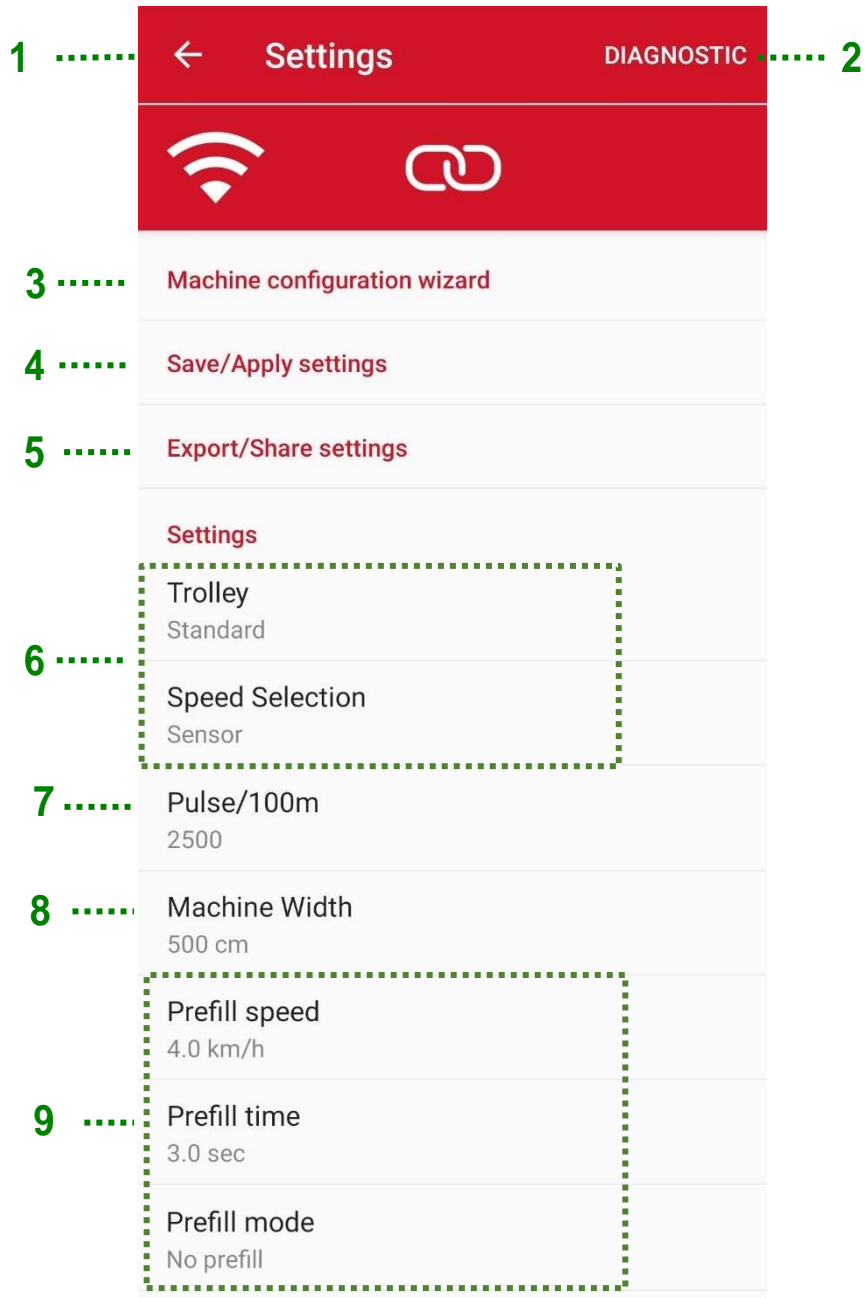 1 Settings DIAGNOSTIC 2
3 Machine configuration wizard
4 Save/Apply settings
5 Export/Share settings
Settings
Trolley
Standard
6
Speed Selection
Sensor
7 Pulse/100m
2500
8 Machine Width
500 cm
Prefill speed
4.0 km/h
9 Prefill time
3.0 sec
Prefill mode
No prefill